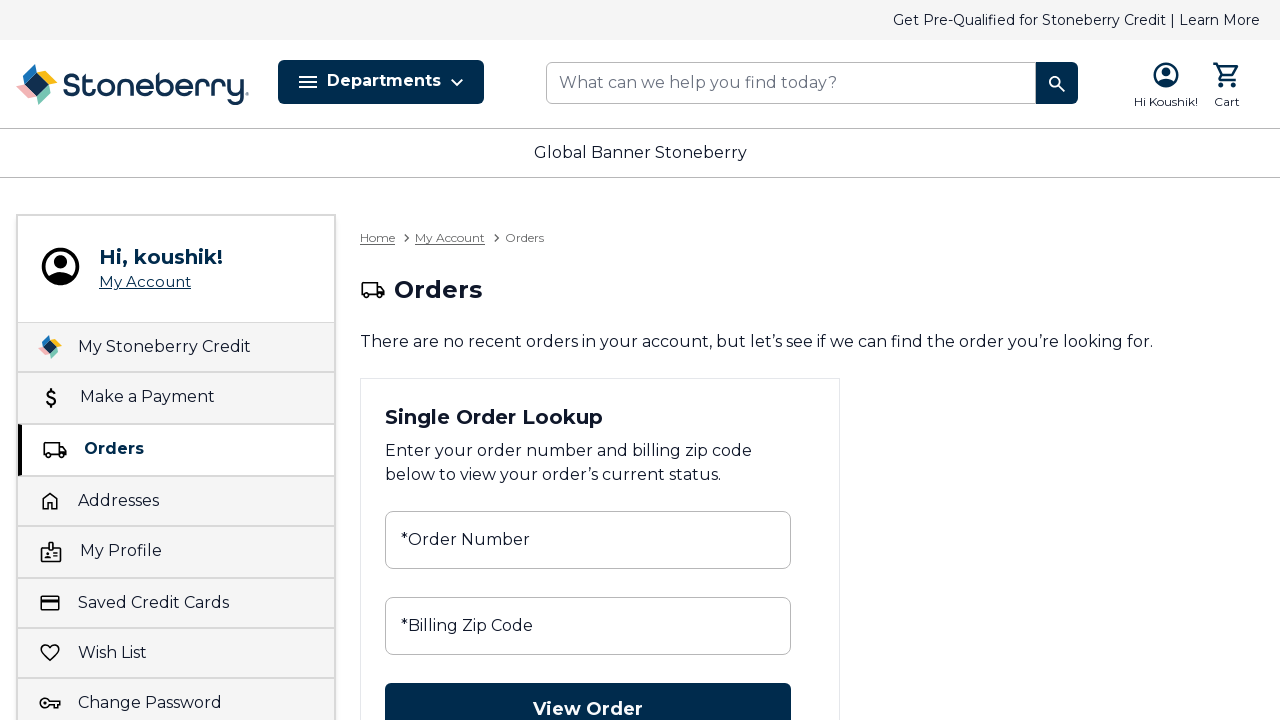 Get Pre-Qualified for Stoneberry Credit | Learn More
Stoneberry
Departments
What can we help you find today?
Hi Koushik!
Cart
Global Banner Stoneberry
Hi, koushik!
My Account
My Stoneberry Credit
Make a Payment
Orders
Addresses
My Profile
Saved Credit Cards
Wish List
Change Password
Home
My Account
Orders
Orders
There are no recent orders in your account, but let’s see if we can find the order you’re looking for.
Single Order Lookup
Enter your order number and billing zip code
below to view your order’s current status.
*Order Number
*Billing Zip Code
View Order